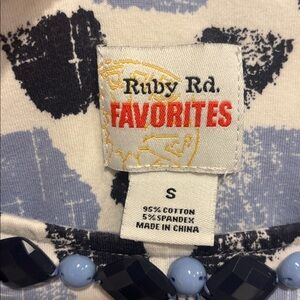 Ruby Rd.
FAVORITES
S
95% COTTON
5% SPANDEX
MADE IN CHINA